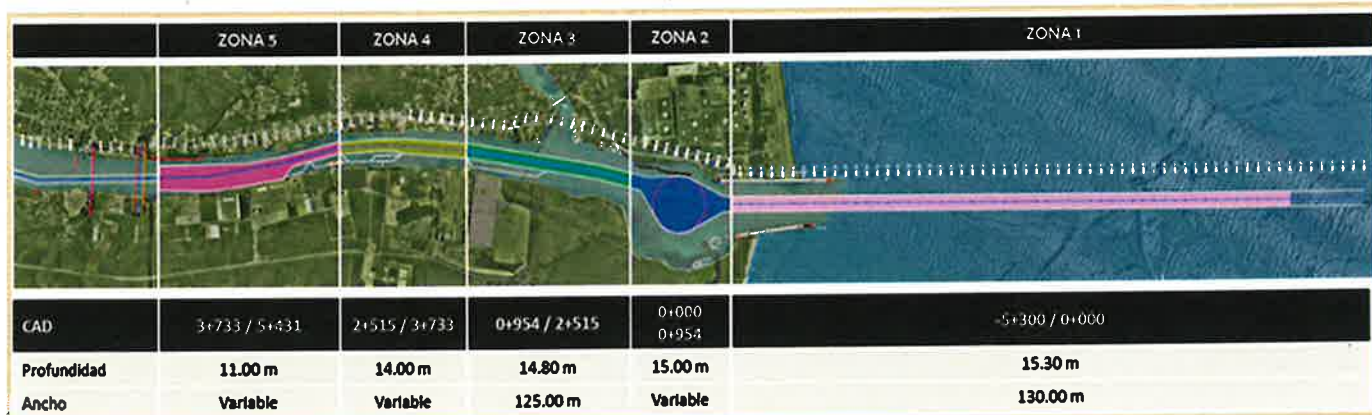 ZONA 5 ZONA 4 ZONA 3 ZONA 2 ZONA 1
CAD 3+733 / 5+431 2+515 / 3+733 0+954 / 2+515 0+000 0+954 -5+300 / 0+000
Profundidad 11.00 m 14.00 m 14.80 m 15.00 m 15.30 m
Ancho Variable Variable 125.00 m Variable 130.00 m